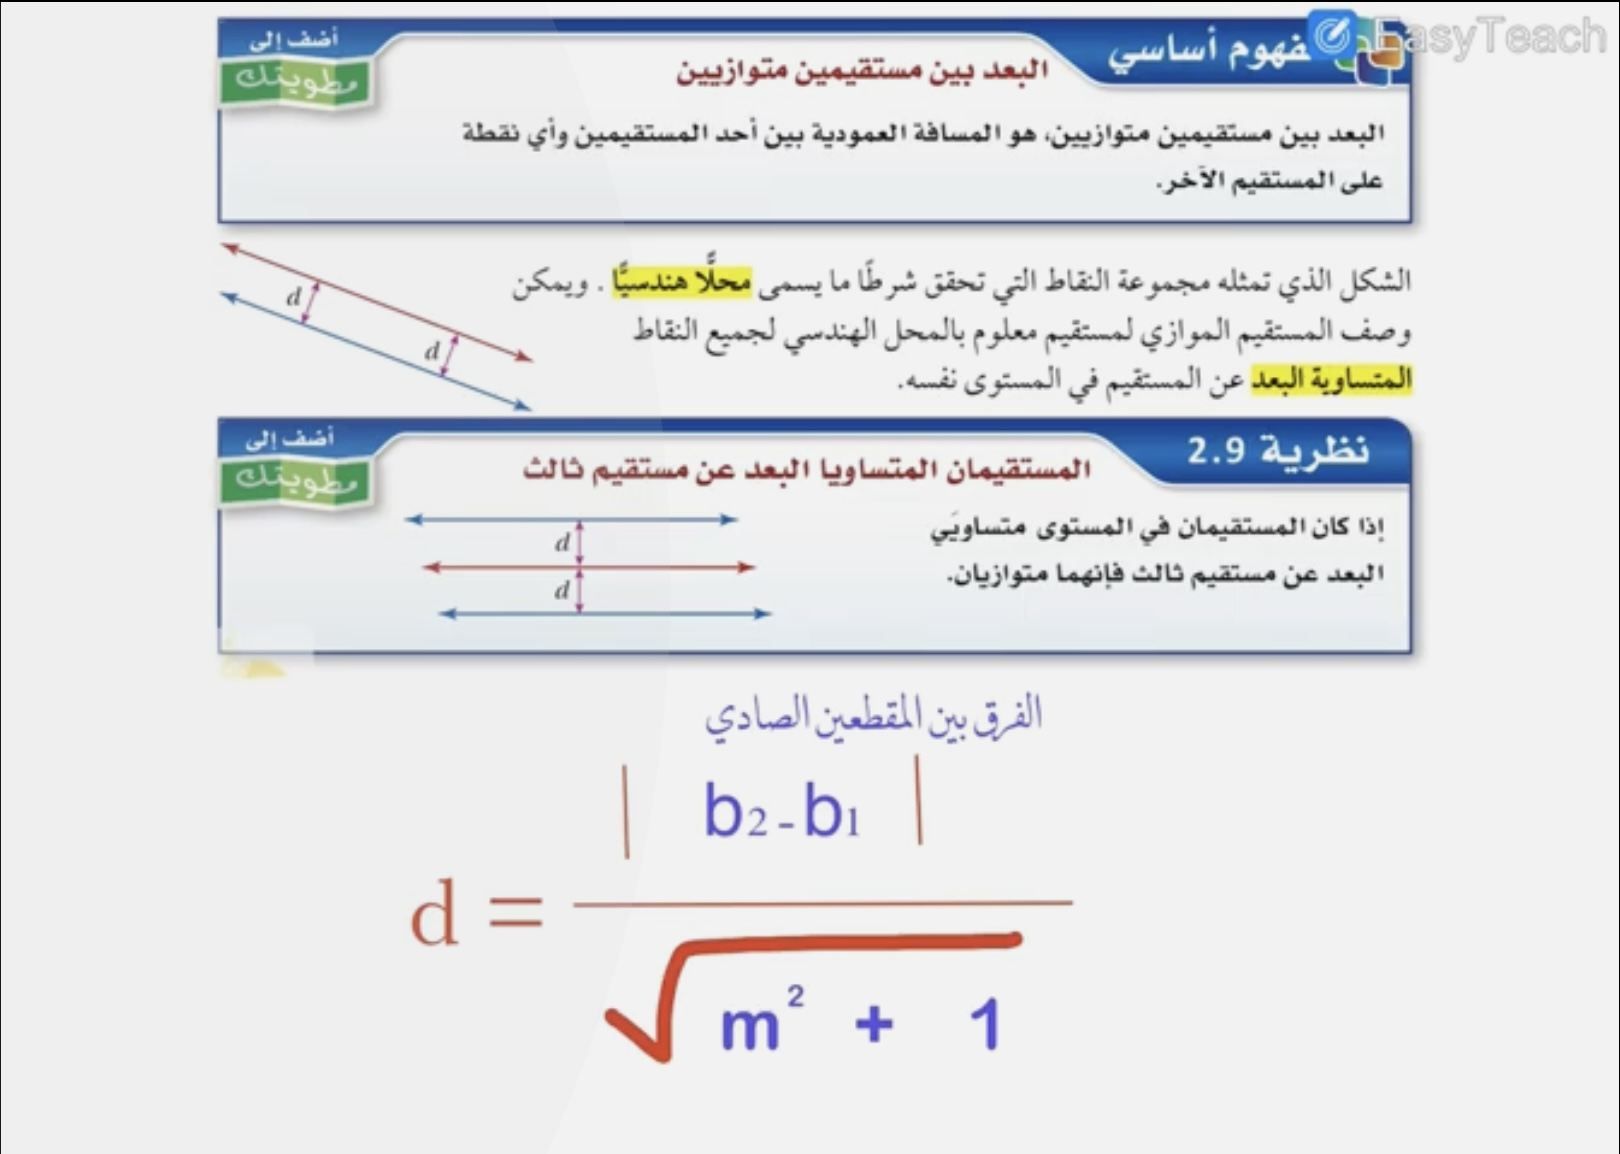 EasyTeach
مفهوم أساسي
البعد بين مستقيمين متوازيين
أضف إلى
مطويتك
البعد بين مستقيمين متوازيين، هو المسافة العمودية بين أحد المستقيمين وأي نقطة
على المستقيم الآخر.
الشكل الذي تمثله مجموعة النقاط التي تحقق شرطًا ما يسمى محلًّا هندسيًّا . ويمكن
وصف المستقيم الموازي لمستقيم معلوم بالمحل الهندسي لجميع النقاط
المتساوية البعد عن المستقيم في المستوى نفسه.
d
d
نظرية 2.9
المستقيمان المتساويا البعد عن مستقيم ثالث
أضف إلى
مطويتك
إذا كان المستقيمان في المستوى متساويَي
البعد عن مستقيم ثالث فإنهما متوازيان.
d
d
الفرق بين المقطعين الصادي
| b2 - b1 |
d =
√ m² + 1